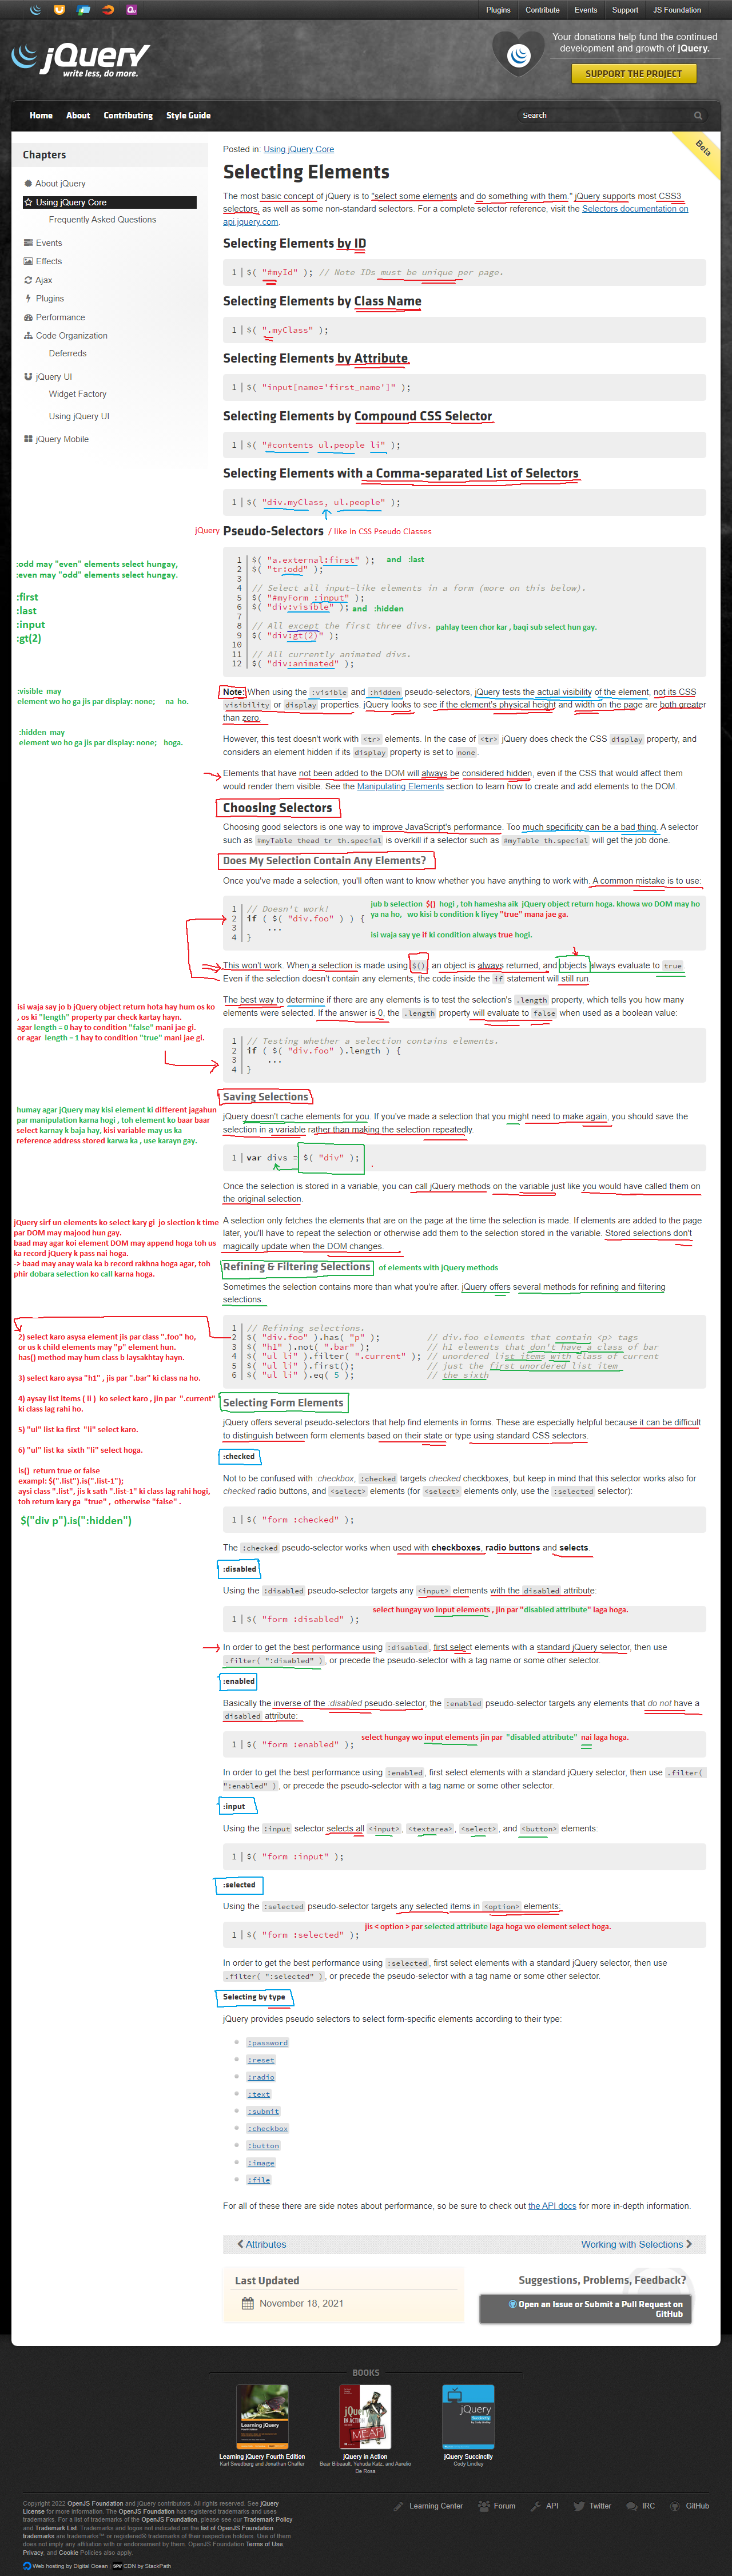 Plugins Contribute Events Support JS Foundation
jQuery
write less, do more.
Your donations help fund the continued
development and growth of jQuery.
SUPPORT THE PROJECT
Home About Contributing Style Guide
Search
Beta
Chapters
About jQuery
Using jQuery Core
Frequently Asked Questions
Events
Effects
Ajax
Plugins
Performance
Code Organization
Deferreds
jQuery UI
Widget Factory
Using jQuery UI
jQuery Mobile
Posted in: Using jQuery Core
Selecting Elements
The most basic concept of jQuery is to "select some elements and do something with them." jQuery supports most CSS3
selectors, as well as some non-standard selectors. For a complete selector reference, visit the Selectors documentation on
api.jquery.com.
Selecting Elements by ID
1 $( "#myId" ); // Note IDs must be unique per page.
Selecting Elements by Class Name
1 $( ".myClass" );
Selecting Elements by Attribute
1 $( "input[name='first_name']" );
Selecting Elements by Compound CSS Selector
1 $( "#contents ul.people li" );
Selecting Elements with a Comma-separated List of Selectors
1 $( "div.myClass, ul.people" );
jQuery Pseudo-Selectors / like in CSS Pseudo Classes
:odd may "even" elements select hungay,
:even may "odd" elements select hungay.
:first
:last
:input
:gt(2)
1 $( "a.external:first" ); and :last
2 $( "tr:odd" );
3
4 // Select all input-like elements in a form (more on this below).
5 $( "#myForm :input" );
6 $( "div:visible" ); and :hidden
7
8 // All except the first three divs. pahlay teen chor kar , baqi sub select hun gay.
9 $( "div:gt(2)" );
10
11 // All currently animated divs.
12 $( "div:animated" );
:visible may
element wo ho ga jis par display: none; na ho.
:hidden may
element wo ho ga jis par display: none; hoga.
Note: When using the :visible and :hidden pseudo-selectors, jQuery tests the actual visibility of the element, not its CSS
visibility or display properties. jQuery looks to see if the element's physical height and width on the page are both greater
than zero.
However, this test doesn't work with <tr> elements. In the case of <tr> jQuery does check the CSS display property, and
considers an element hidden if its display property is set to none.
Elements that have not been added to the DOM will always be considered hidden, even if the CSS that would affect them
would render them visible. See the Manipulating Elements section to learn how to create and add elements to the DOM.
Choosing Selectors
Choosing good selectors is one way to improve JavaScript's performance. Too much specificity can be a bad thing. A selector
such as #myTable thead tr th.special is overkill if a selector such as #myTable th.special will get the job done.
Does My Selection Contain Any Elements?
Once you've made a selection, you'll often want to know whether you have anything to work with. A common mistake is to use:
1 // Doesn't work!
2 if ( $( "div.foo" ) ) {
3 ...
4 }
jub b selection $() hogi , toh hamesha aik jQuery object return hoga. khowa wo DOM may ho
ya na ho, wo kisi b condition k liyey "true" mana jae ga.
isi waja say ye if ki condition always true hogi.
This won't work. When a selection is made using $() an object is always returned, and objects always evaluate to true.
Even if the selection doesn't contain any elements, the code inside the if statement will still run.
The best way to determine if there are any elements is to test the selection's .length property, which tells you how many
elements were selected. If the answer is 0, the .length property will evaluate to false when used as a boolean value:
isi waja say jo b jQuery object return hota hay hum os ko
, os ki "length" property par check kartay hayn.
agar length = 0 hay to condition "false" mani jae gi.
or agar length = 1 hay to condition "true" mani jae gi.
1 // Testing whether a selection contains elements.
2 if ( $( "div.foo" ).length ) {
3 ...
4 }
Saving Selections
humay agar jQuery may kisi element ki different jagahun
par manipulation karna hogi , toh element ko baar baar
select karnay k baja hay, kisi variable may us ka
reference address stored karwa ka , use karayn gay.
jQuery doesn't cache elements for you. If you've made a selection that you might need to make again, you should save the
selection in a variable rather than making the selection repeatedly.
1 var divs = $( "div" );
Once the selection is stored in a variable, you can call jQuery methods on the variable just like you would have called them on
the original selection.
jQuery sirf un elements ko select kary gi jo slection k time
par DOM may majood hun gay.
baad may agar koi element DOM may append hoga toh us
ka record jQuery k pass nai hoga.
-> baad may anay wala ka b record rakhna hoga agar, toh
phir dobara selection ko call karna hoga.
A selection only fetches the elements that are on the page at the time the selection is made. If elements are added to the page
later, you'll have to repeat the selection or otherwise add them to the selection stored in the variable. Stored selections don't
magically update when the DOM changes.
Refining & Filtering Selections of elements with jQuery methods
Sometimes the selection contains more than what you're after. jQuery offers several methods for refining and filtering
selections.
1 // Refining selections.
2 $( "div.foo" ).has( "p" ); // div.foo elements that contain <p> tags
3 $( "h1" ).not( ".bar" ); // h1 elements that don't have a class of bar
4 $( "ul li" ).filter( ".current" ); // unordered list items with class of current
5 $( "ul li" ).first(); // just the first unordered list item
6 $( "ul li" ).eq( 5 ); // the sixth
2) select karo asysa element jis par class ".foo" ho,
or us k child elements may "p" element hun.
has() method may hum class b laysakhtay hayn.
3) select karo aysa "h1" , jis par ".bar" ki class na ho.
4) aysay list items ( li ) ko select karo , jin par ".current"
ki class lag rahi ho.
5) "ul" list ka first "li" select karo.
6) "ul" list ka sixth "li" select hoga.
is() return true or false
exampl: $(".list").is(".list-1");
aysi class ".list", jis k sath ".list-1" ki class lag rahi hogi,
toh return kary ga "true" , otherwise "false" .
$("div p").is(":hidden")
Selecting Form Elements
jQuery offers several pseudo-selectors that help find elements in forms. These are especially helpful because it can be difficult
to distinguish between form elements based on their state or type using standard CSS selectors.
:checked
Not to be confused with :checkbox, :checked targets checked checkboxes, but keep in mind that this selector works also for
checked radio buttons, and <select> elements (for <select> elements only, use the :selected selector):
1 $( "form :checked" );
The :checked pseudo-selector works when used with checkboxes, radio buttons and selects.
:disabled
Using the :disabled pseudo-selector targets any <input> elements with the disabled attribute:
1 $( "form :disabled" ); select hungay wo input elements , jin par "disabled attribute" laga hoga.
In order to get the best performance using :disabled, first select elements with a standard jQuery selector, then use
.filter( ":disabled" ), or precede the pseudo-selector with a tag name or some other selector.
:enabled
Basically the inverse of the :disabled pseudo-selector, the :enabled pseudo-selector targets any elements that do not have a
disabled attribute:
1 $( "form :enabled" ); select hungay wo input elements jin par "disabled attribute" nai laga hoga.
In order to get the best performance using :enabled, first select elements with a standard jQuery selector, then use .filter(
":enabled" ), or precede the pseudo-selector with a tag name or some other selector.
:input
Using the :input selector selects all <input>, <textarea>, <select>, and <button> elements:
1 $( "form :input" );
:selected
Using the :selected pseudo-selector targets any selected items in <option> elements:
1 $( "form :selected" ); jis < option > par selected attribute laga hoga wo element select hoga.
In order to get the best performance using :selected, first select elements with a standard jQuery selector, then use
.filter( ":selected" ), or precede the pseudo-selector with a tag name or some other selector.
Selecting by type
jQuery provides pseudo selectors to select form-specific elements according to their type:
:password
:reset
:radio
:text
:submit
:checkbox
:button
:image
:file
For all of these there are side notes about performance, so be sure to check out the API docs for more in-depth information.
Attributes Working with Selections
Last Updated
November 18, 2021
Suggestions, Problems, Feedback?
Open an Issue or Submit a Pull Request on
GitHub
BOOKS
Learning jQuery
jQuery in Action
MEAP
jQuery
Succinctly
Learning jQuery Fourth Edition
Karl Swedberg and Jonathan Chaffer
jQuery in Action
Bear Bibeault, Yehuda Katz, and Aurelio
De Rosa
jQuery Succinctly
Cody Lindley
Copyright 2022 OpenJS Foundation and jQuery contributors. All rights reserved. See jQuery
License for more information. The OpenJS Foundation has registered trademarks and uses
trademarks. For a list of trademarks of the OpenJS Foundation, please see our Trademark Policy
and Trademark List. Trademarks and logos not indicated on the list of OpenJS Foundation
trademarks are trademarks™ or registered® trademarks of their respective holders. Use of them
does not imply any affiliation with or endorsement by them. OpenJS Foundation Terms of Use,
Privacy, and Cookie Policies also apply.
Web hosting by Digital Ocean | CDN by StackPath
Learning Center Forum API Twitter IRC GitHub